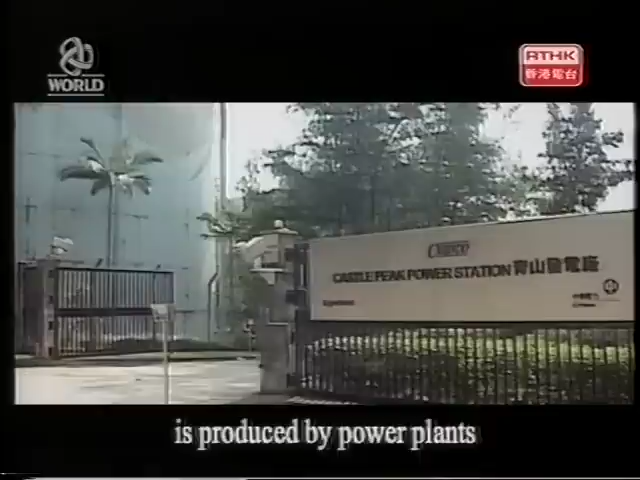 WORLD
RTHK
香港電台
CAPCO
CASTLE PEAK POWER STATION 青山發電廠
is produced by power plants